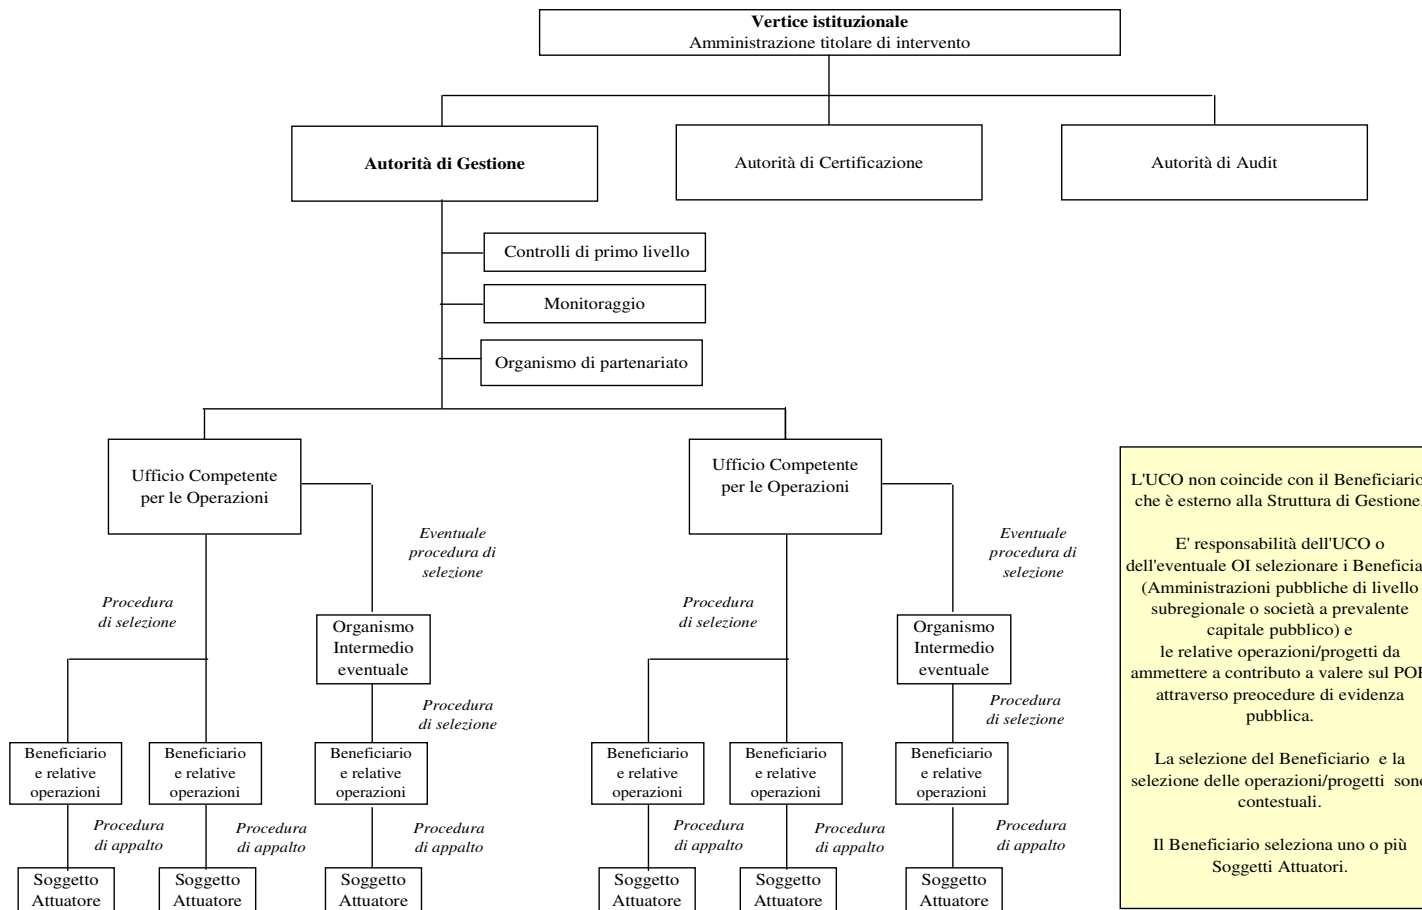 Vertice istituzionale
Amministrazione titolare di intervento
Autorità di Gestione
Autorità di Certificazione
Autorità di Audit
Controlli di primo livello
Monitoraggio
Organismo di partenariato
Ufficio Competente
per le Operazioni
Eventuale
procedura di
selezione
Procedura
di selezione
Organismo
Intermedio
eventuale
Procedura
di selezione
Beneficiario
e relative
operazioni
Beneficiario
e relative
operazioni
Beneficiario
e relative
operazioni
Procedura
di appalto
Procedura
di appalto
Procedura
di appalto
Soggetto
Attuatore
Soggetto
Attuatore
Soggetto
Attuatore
Ufficio Competente
per le Operazioni
Eventuale
procedura di
selezione
Procedura
di selezione
Organismo
Intermedio
eventuale
Procedura
di selezione
Beneficiario
e relative
operazioni
Beneficiario
e relative
operazioni
Beneficiario
e relative
operazioni
Procedura
di appalto
Procedura
di appalto
Procedura
di appalto
Soggetto
Attuatore
Soggetto
Attuatore
Soggetto
Attuatore
L'UCO non coincide con il Beneficiario
che è esterno alla Struttura di Gestione.
E' responsabilità dell'UCO o
dell'eventuale OI selezionare i
(Amministrazioni pubbliche di livello
subregionale o società a prevalente
capitale pubblico) e
le relative operazioni/progetti da
ammettere a contributo a valere sul
attraverso preocedure di evidenza
pubblica.
La selezione del Beneficiario e la
selezione delle operazioni/progetti sono
contestuali.
Il Beneficiario seleziona uno o più
Soggetti Attuatori.